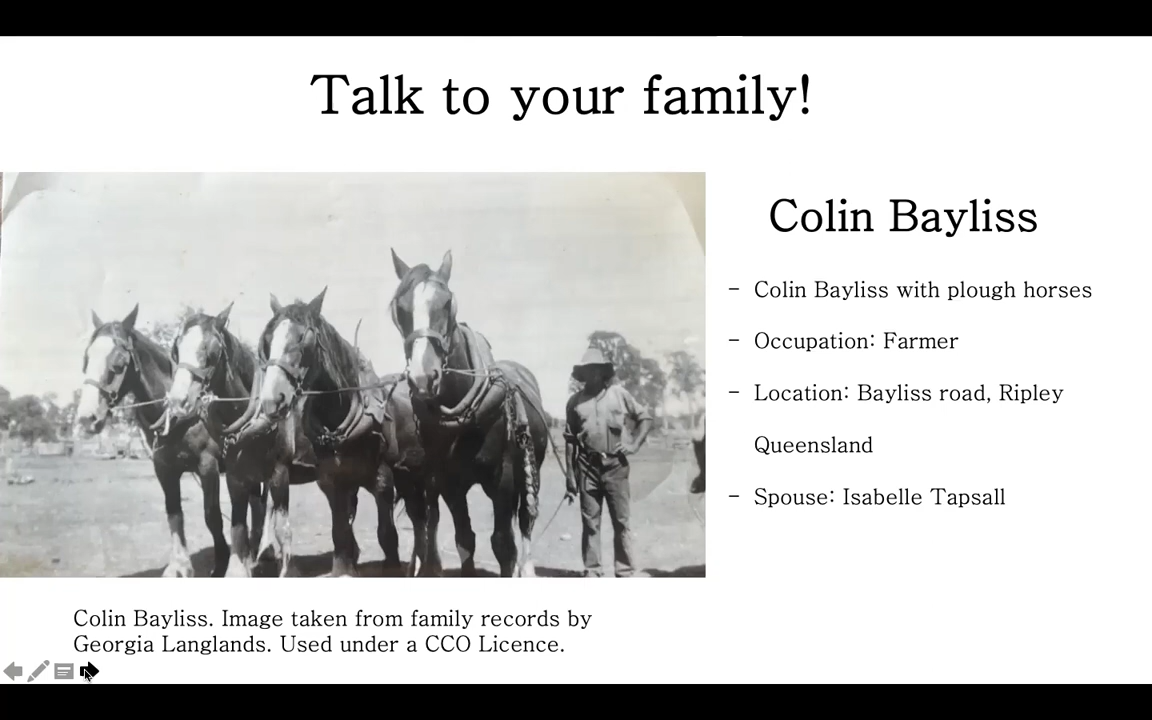 Talk to your family!
Colin Bayliss
- Colin Bayliss with plough horses
- Occupation: Farmer
- Location: Bayliss road, Ripley
Queensland
- Spouse: Isabelle Tapsall
Colin Bayliss. Image taken from family records by
Georgia Langlands. Used under a CCO Licence.